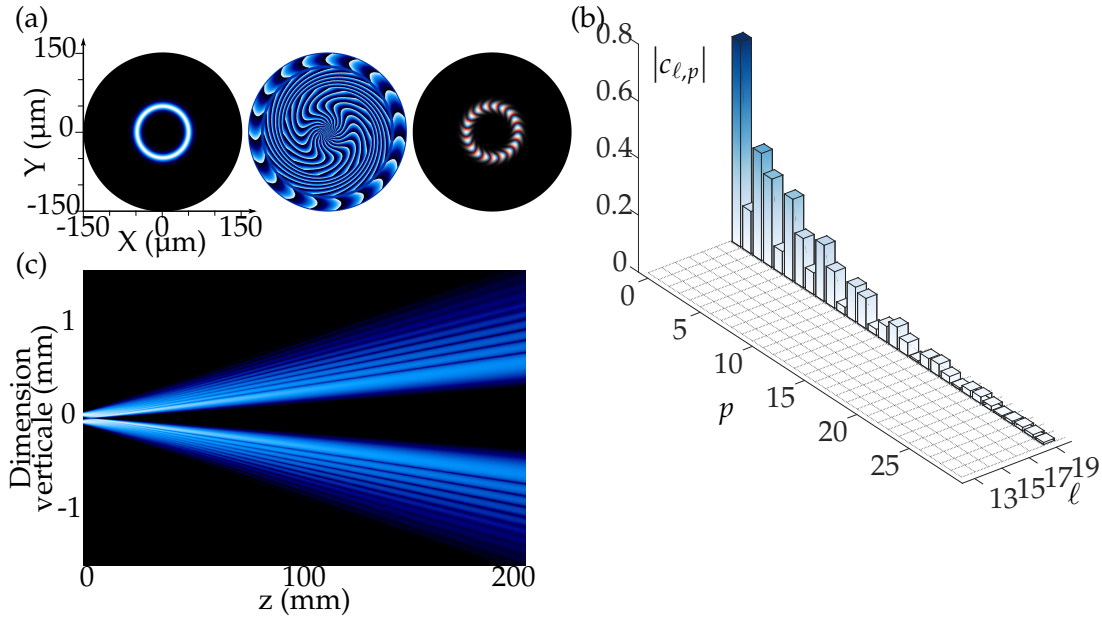 (a)
150
0
-150
Y (µm)
-150 0 150
X (µm)
(b)
0.8
0.6
0.4
0.2
0
|cℓ,p|
0
5
10
15
20
25
p
13 15 17 19
ℓ
(c)
1
0
-1
Dimension
verticale (mm)
0 100 200
z (mm)